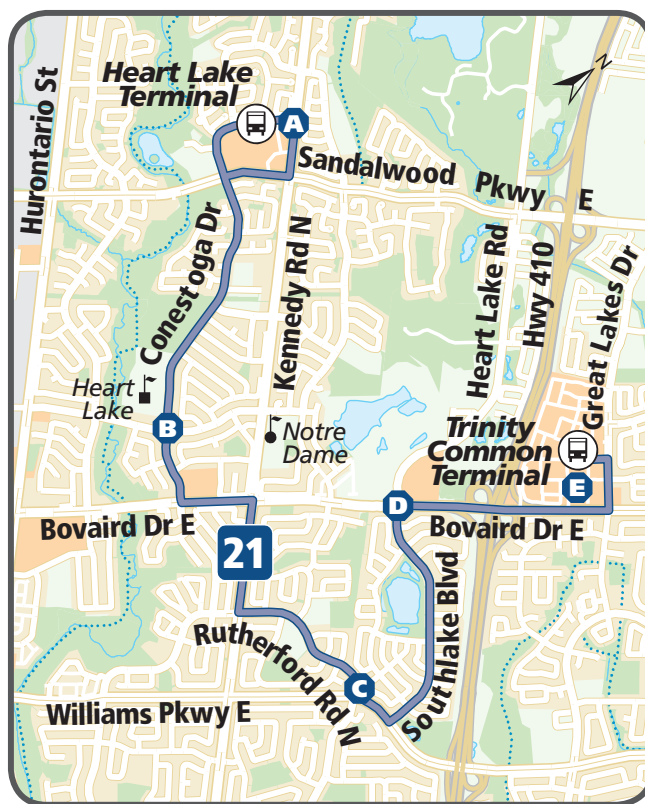 Hurontario St
Heart Lake
Terminal
A
N
Sandalwood Pkwy E
Conestoga Dr
Kennedy Rd N
Heart Lake Rd
Hwy 410
Great Lakes Dr
Heart
Lake
B
Notre
Dame
Trinity
Common
Terminal
E
D
Bovaird Dr E
Bovaird Dr E
21
Southlake Blvd
Rutherford Rd N
C
Williams Pkwy E